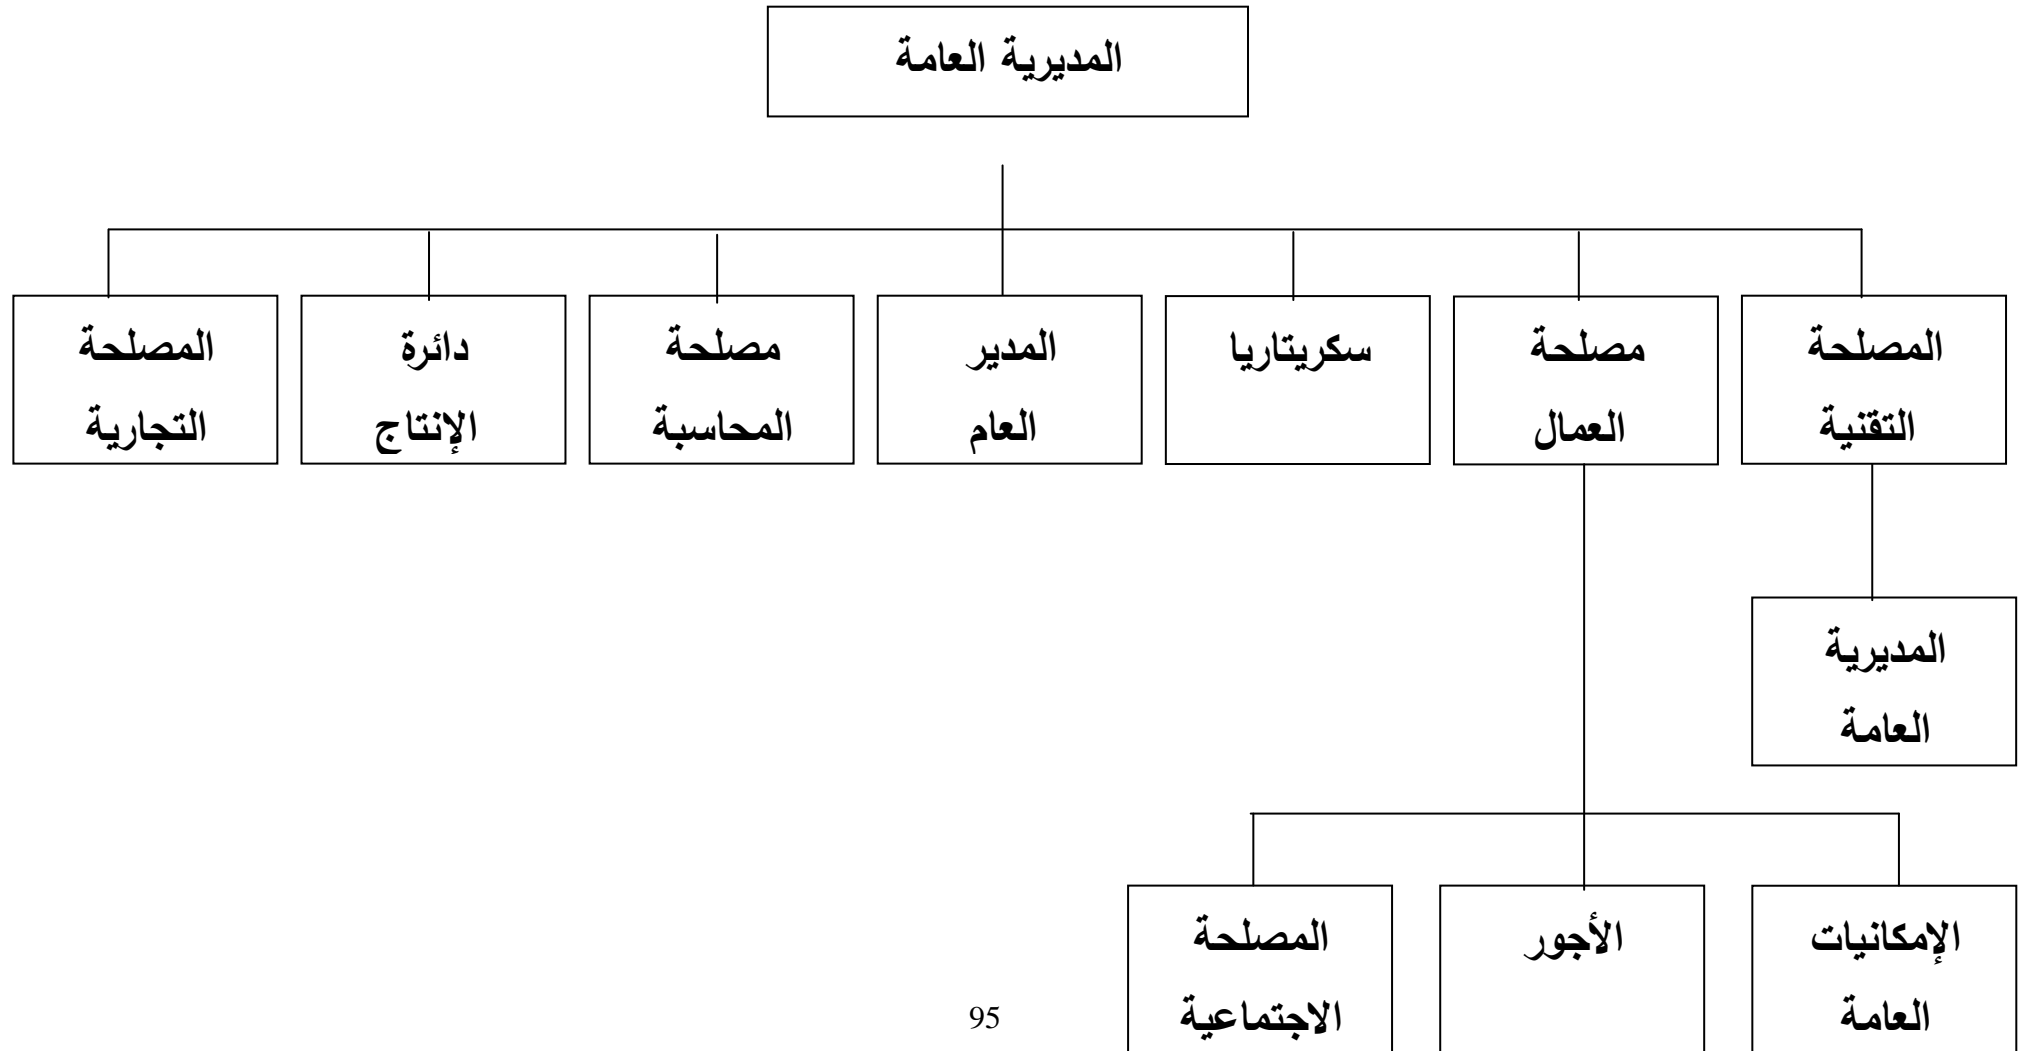 المديرية العامة
المصلحة
التقنية
مصلحة
العمال
سكريتاريا
المدير
العام
مصلحة
المحاسبة
دائرة
الإنتاج
المصلحة
التجارية
المديرية
العامة
الإمكانيات
العامة
الأجور
المصلحة
الاجتماعية
95